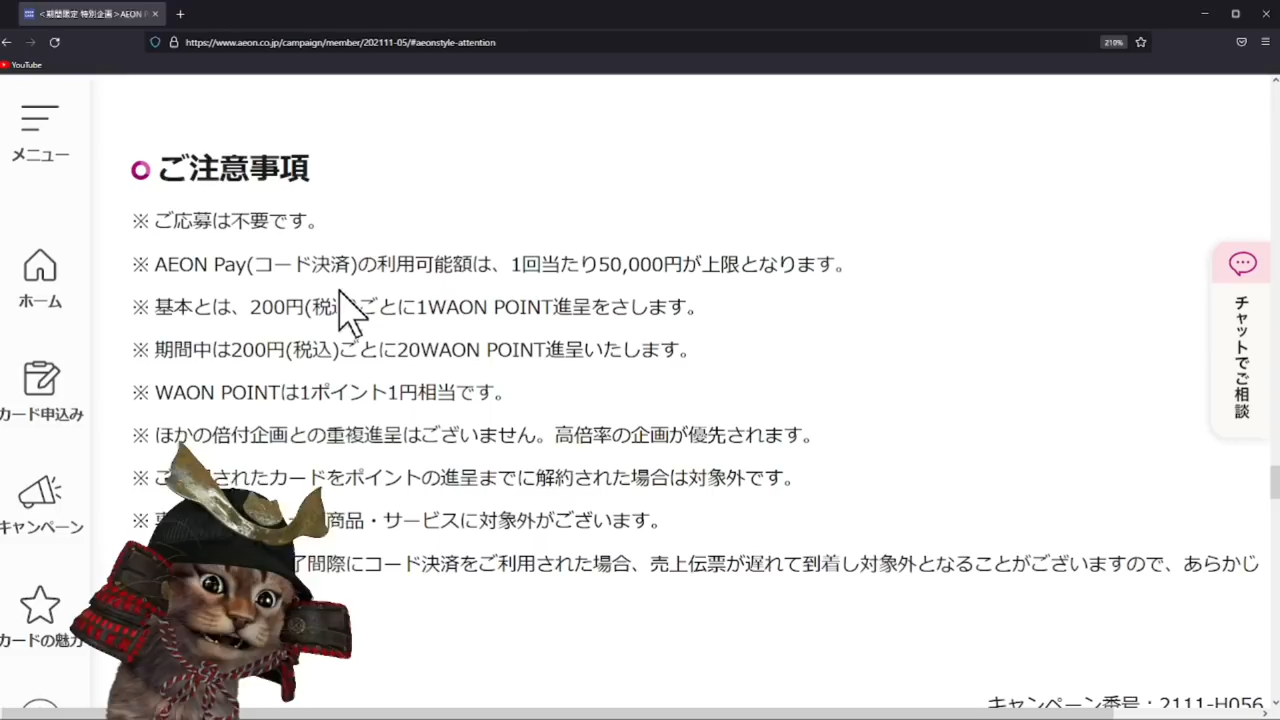 <期間限定 特別企画>AEON P
https://www.aeon.co.jp/campaign/member/202111-05/#aeonstyle-attention
210%
YouTube
メニュー
ホーム
カード申込み
キャンペーン
カードの魅力
ご注意事項
※ ご応募は不要です。
※ AEON Pay(コード決済)の利用可能額は、1回当たり50,000円が上限となります。
※ 基本とは、200円(税込)ごとに1WAON POINT進呈をさします。
※ 期間中は200円(税込)ごとに20WAON POINT進呈いたします。
※ WAON POINTは1ポイント1円相当です。
※ ほかの倍付企画との重複進呈はございません。高倍率の企画が優先されます。
※ ご されたカードをポイントの進呈までに解約された場合は対象外です。
※ 商品・サービスに対象外がございます。
了間際にコード決済をご利用された場合、売上伝票が遅れて到着し対象外となることがございますので、あらかじ
キャンペーン番号：2111-H056
チャットでご相談